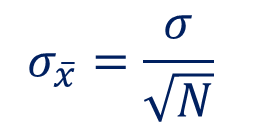 σ_x̄ = σ / √N